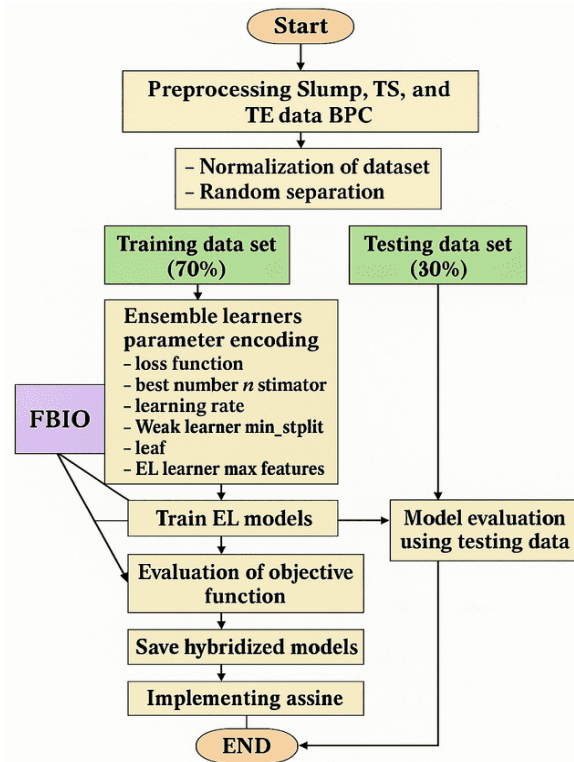 Start
Preprocessing Slump, TS, and
TE data BPC
– Normalization of dataset
– Random separation
Training data set
(70%)
Testing data set
(30%)
Ensemble learners
parameter encoding
– loss function
– best number n stimator
– learning rate
– Weak learner min_stplit
– leaf
– EL learner max features
FBIO
Train EL models
Model evaluation
using testing data
Evaluation of objective
function
Save hybridized models
Implementing assine
END